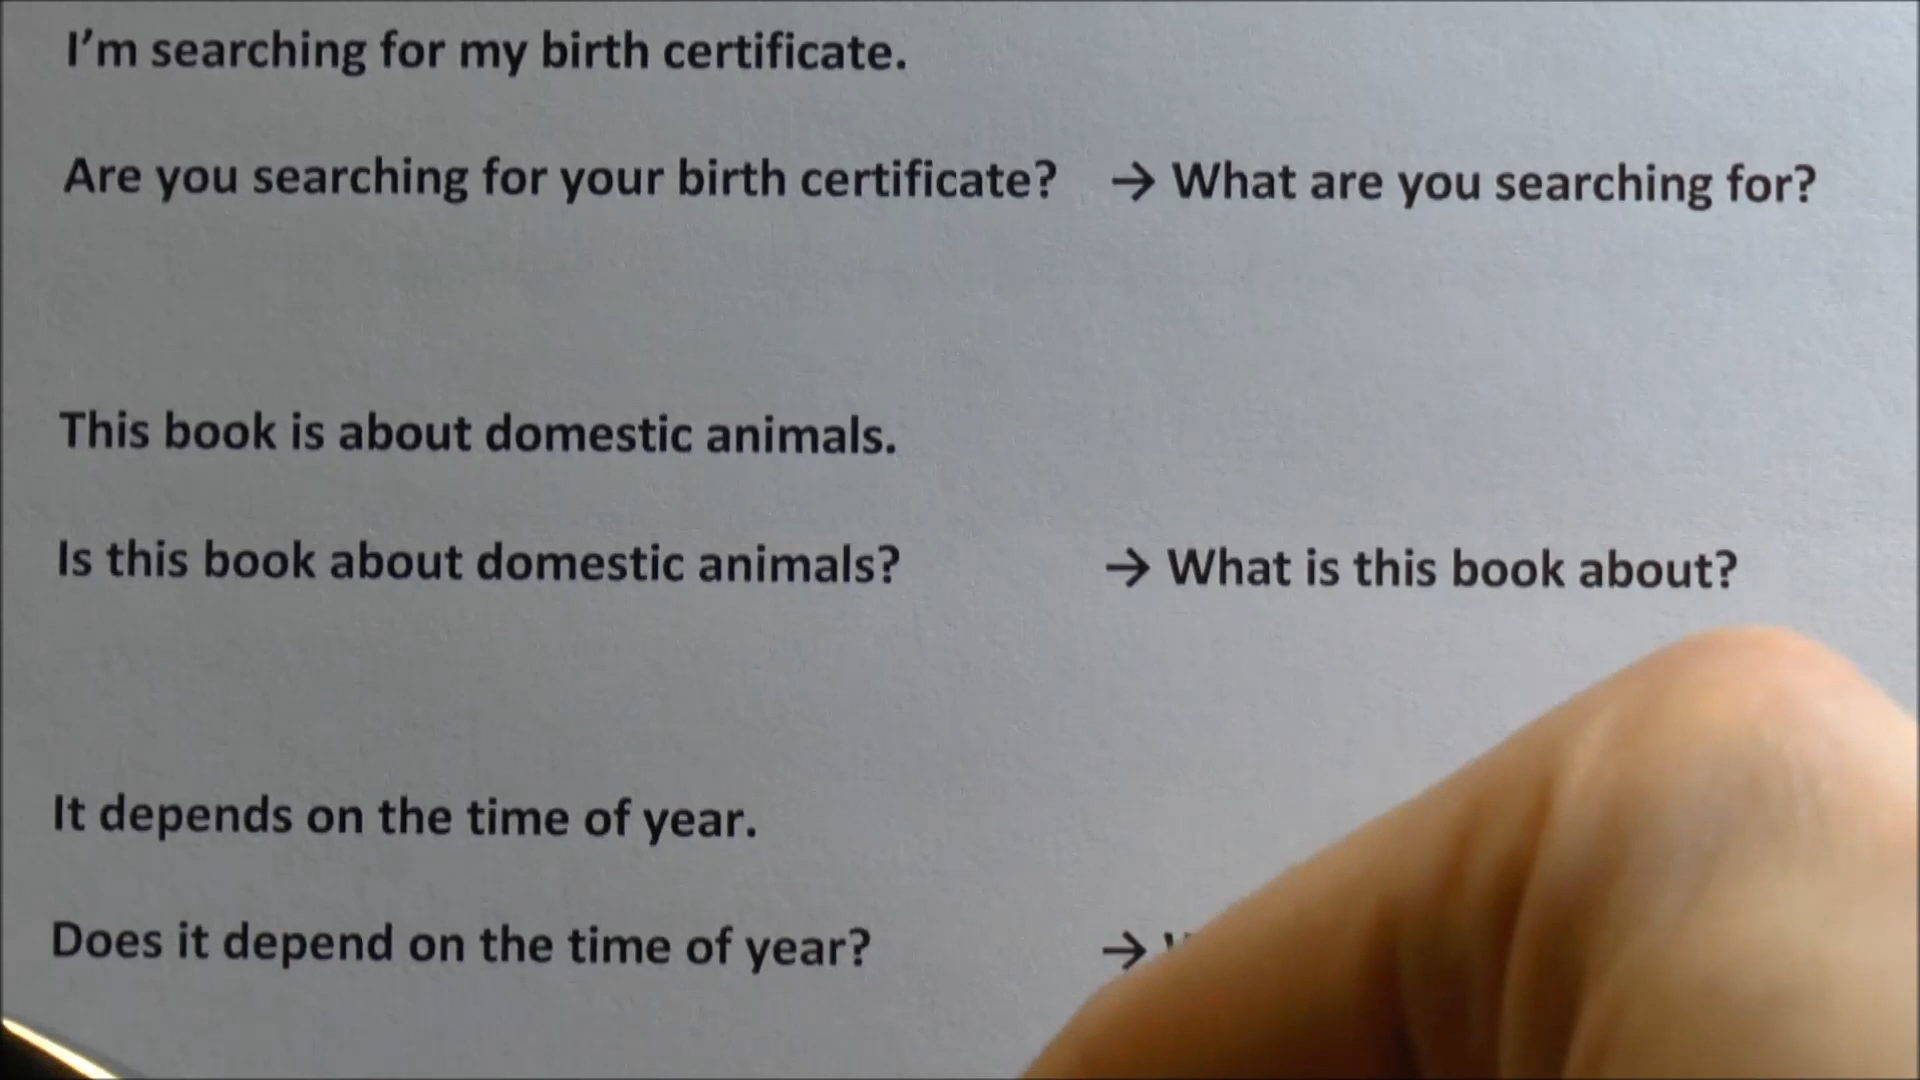 I'm searching for my birth certificate.
Are you searching for your birth certificate? → What are you searching for?
This book is about domestic animals.
Is this book about domestic animals? → What is this book about?
It depends on the time of year.
Does it depend on the time of year? →